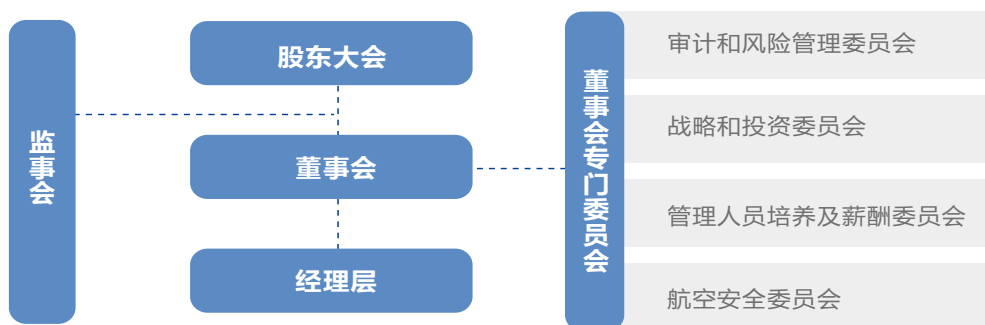 监事会
股东大会
董事会
经理层
董事会专门委员会
审计和风险管理委员会
战略和投资委员会
管理人员培养及薪酬委员会
航空安全委员会